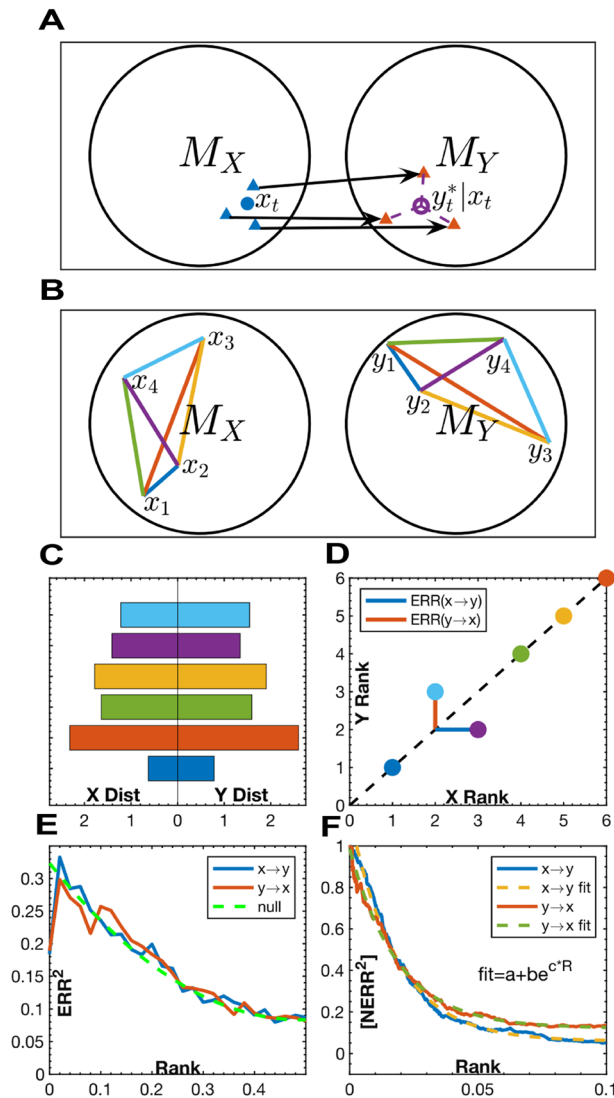 A
M_X M_Y
x_t y_t^*|x_t
B
x_3 y_1 y_4
x_4 y_2
M_X M_Y
x_2 y_3
x_1
C
X Dist Y Dist
2 1 0 1 2
D
ERR(x→y)
ERR(y→x)
Y Rank
6
5
4
3
2
1
0
X Rank
0 1 2 3 4 5 6
E
x→y
y→x
null
ERR²
0.35
0.3
0.25
0.2
0.15
0.1
0.05
0
Rank
0 0.1 0.2 0.3 0.4
F
x→y
x→y fit
y→x
y→x fit
fit=a+be^{c*R}
[NERR²]
1
0.8
0.6
0.4
0.2
0
Rank
0 0.05 0.1